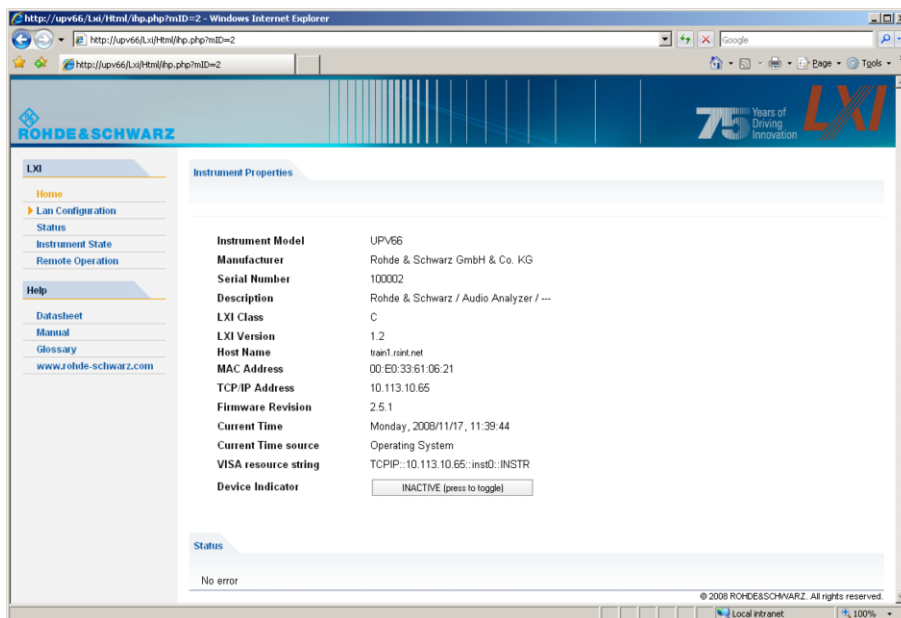 http://upv66/Lxi/Html/ihp.php?mID=2 - Windows Internet Explorer
http://upv66/Lxi/Html/ihp.php?mID=2
Google
http://upv66/Lxi/Html/ihp.php?mID=2
Page
Tools
ROHDE & SCHWARZ
75 Years of Driving Innovation
LXI
LXI
Home
Lan Configuration
Status
Instrument State
Remote Operation
Help
Datasheet
Manual
Glossary
www.rohde-schwarz.com
Instrument Properties
Instrument Model UPV66
Manufacturer Rohde & Schwarz GmbH & Co. KG
Serial Number 100002
Description Rohde & Schwarz / Audio Analyzer / ---
LXI Class C
LXI Version 1.2
Host Name train1.rsint.net
MAC Address 00:E0:33:61:06:21
TCP/IP Address 10.113.10.65
Firmware Revision 2.5.1
Current Time Monday, 2008/11/17, 11:39:44
Current Time source Operating System
VISA resource string TCPIP::10.113.10.65::inst0::INSTR
Device Indicator INACTIVE (press to toggle)
Status
No error
© 2008 ROHDE&SCHWARZ. All rights reserved.
Local intranet
100%